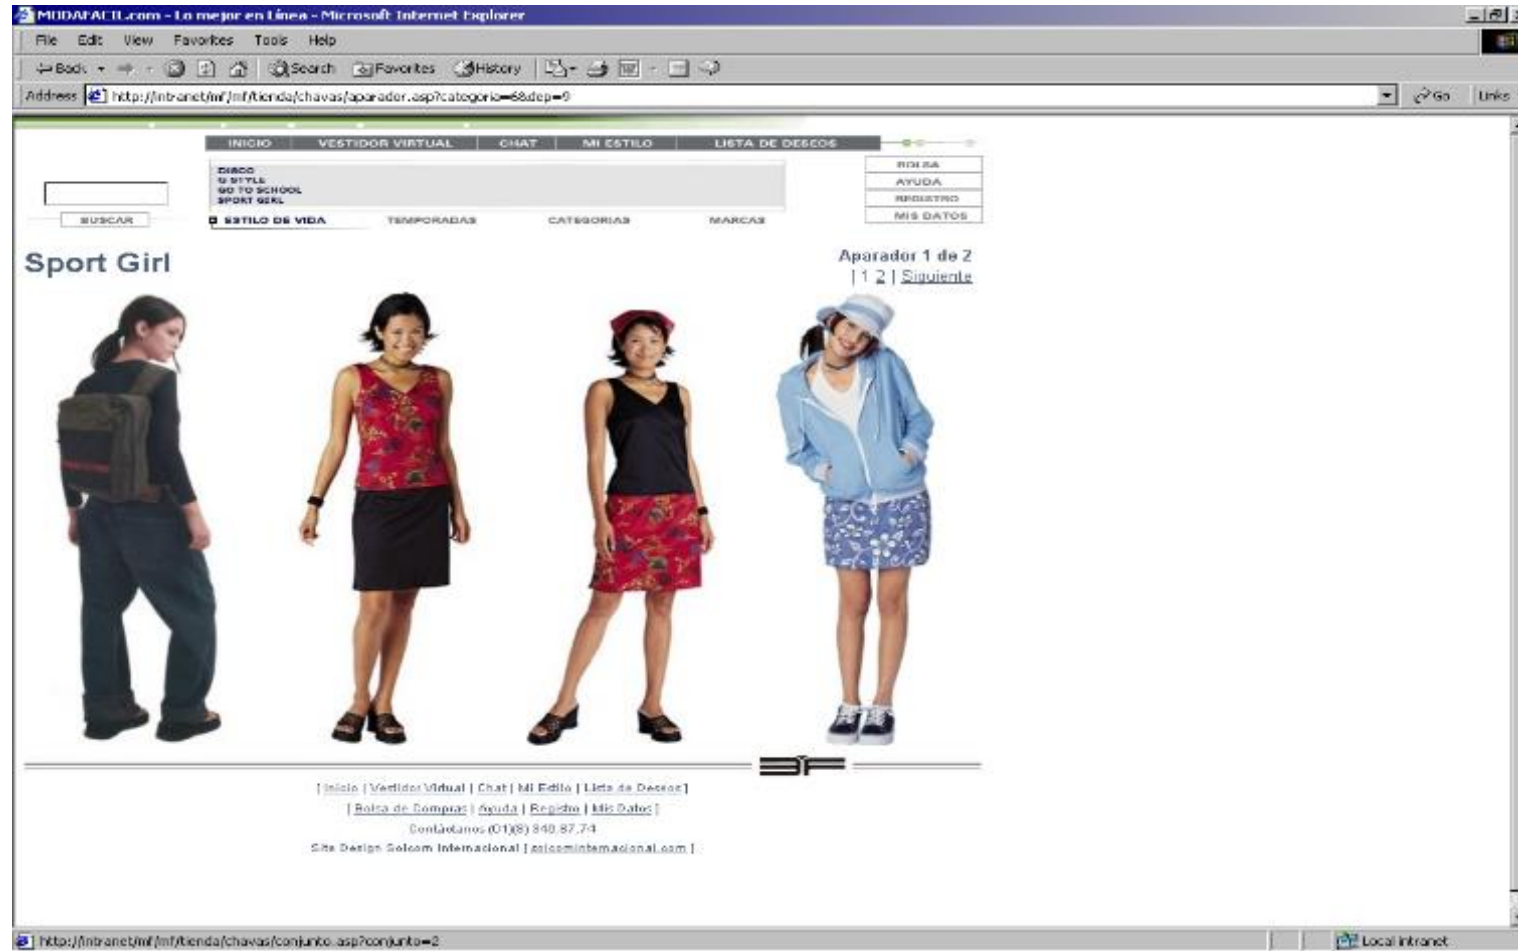 MODAFACIL.com - Lo mejor en Línea - Microsoft Internet Explorer
File Edit View Favorites Tools Help
Back Search Favorites History
Address http://intranet/mf/mf/tienda/chavas/aparador.asp?categoria=6&dep=9 Go Links
INICIO VESTIDOR VIRTUAL CHAT MI ESTILO LISTA DE DESEOS
DISCO
G STYLE
GO TO SCHOOL
SPORT GIRL
BOLSA
AYUDA
REGISTRO
MIS DATOS
BUSCAR ESTILO DE VIDA TEMPORADAS CATEGORIAS MARCAS
Sport Girl
Aparador 1 de 2
| 1 2 | Siguiente
[ Inicio | Vestidor Virtual | Chat | Mi Estilo | Lista de Deseos ]
[ Bolsa de Compras | Ayuda | Registro | Mis Datos ]
Contáctanos (01)(8)
Site Design Solcom Internacional [ solcominternacional.com ]
http://intranet/mf/mf/tienda/chavas/conjunto.asp?conjunto=2 Local intranet